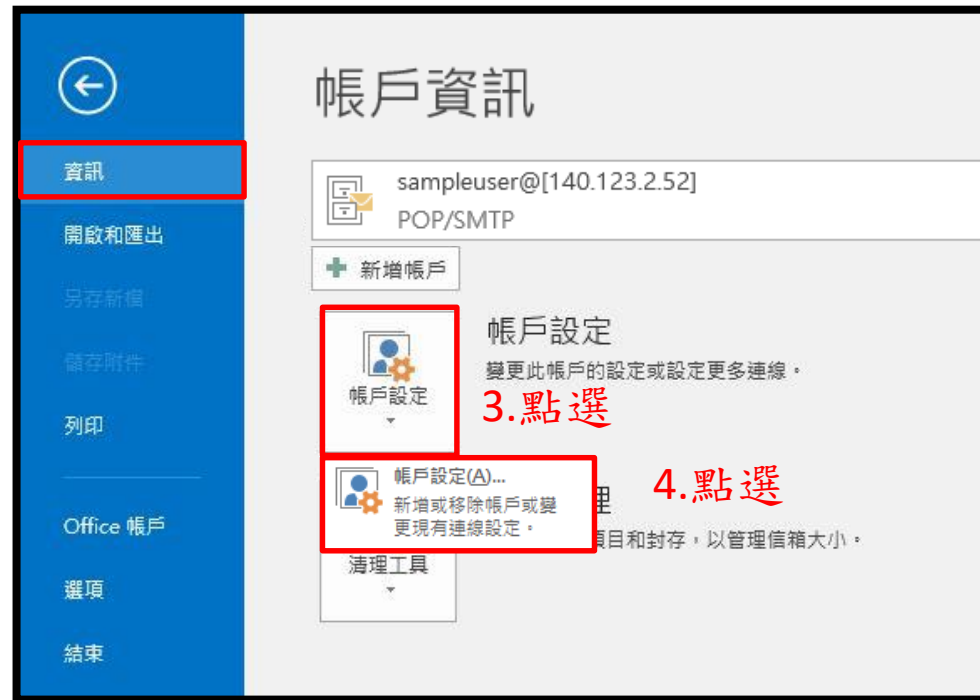 帳戶資訊
資訊
開啟和匯出
另存新檔
儲存附件
列印
Office 帳戶
選項
結束
sampleuser@[140.123.2.52]
POP/SMTP
新增帳戶
帳戶設定
帳戶設定
變更此帳戶的設定或設定更多連線。
3.點選
帳戶設定(A)...
新增或移除帳戶或變
更現有連線設定。
4.點選
理
項目和封存，以管理信箱大小。
清理工具